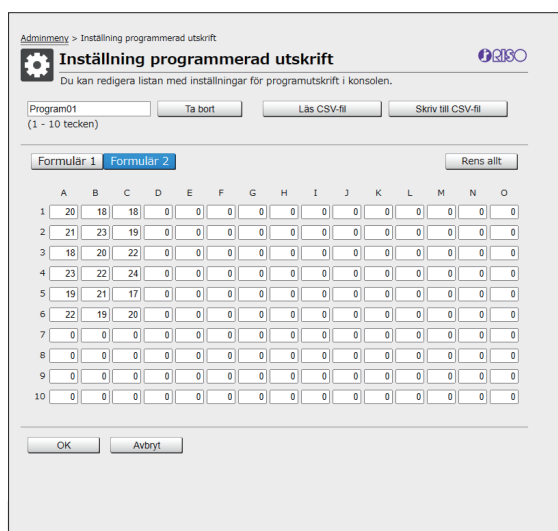 Adminmeny > Inställning programmerad utskrift
Inställning programmerad utskrift
RISO
Du kan redigera listan med inställningar för programutskrift i konsolen.
Program01 Ta bort Läs CSV-fil Skriv till CSV-fil
(1 - 10 tecken)
Formulär 1 Formulär 2 Rens allt
A B C D E F G H I J K L M N O
1 20 18 18 0 0 0 0 0 0 0 0 0 0 0 0
2 21 23 19 0 0 0 0 0 0 0 0 0 0 0 0
3 18 20 22 0 0 0 0 0 0 0 0 0 0 0 0
4 23 22 24 0 0 0 0 0 0 0 0 0 0 0 0
5 19 21 17 0 0 0 0 0 0 0 0 0 0 0 0
6 22 19 20 0 0 0 0 0 0 0 0 0 0 0 0
7 0 0 0 0 0 0 0 0 0 0 0 0 0 0 0
8 0 0 0 0 0 0 0 0 0 0 0 0 0 0 0
9 0 0 0 0 0 0 0 0 0 0 0 0 0 0 0
10 0 0 0 0 0 0 0 0 0 0 0 0 0 0 0
OK Avbryt